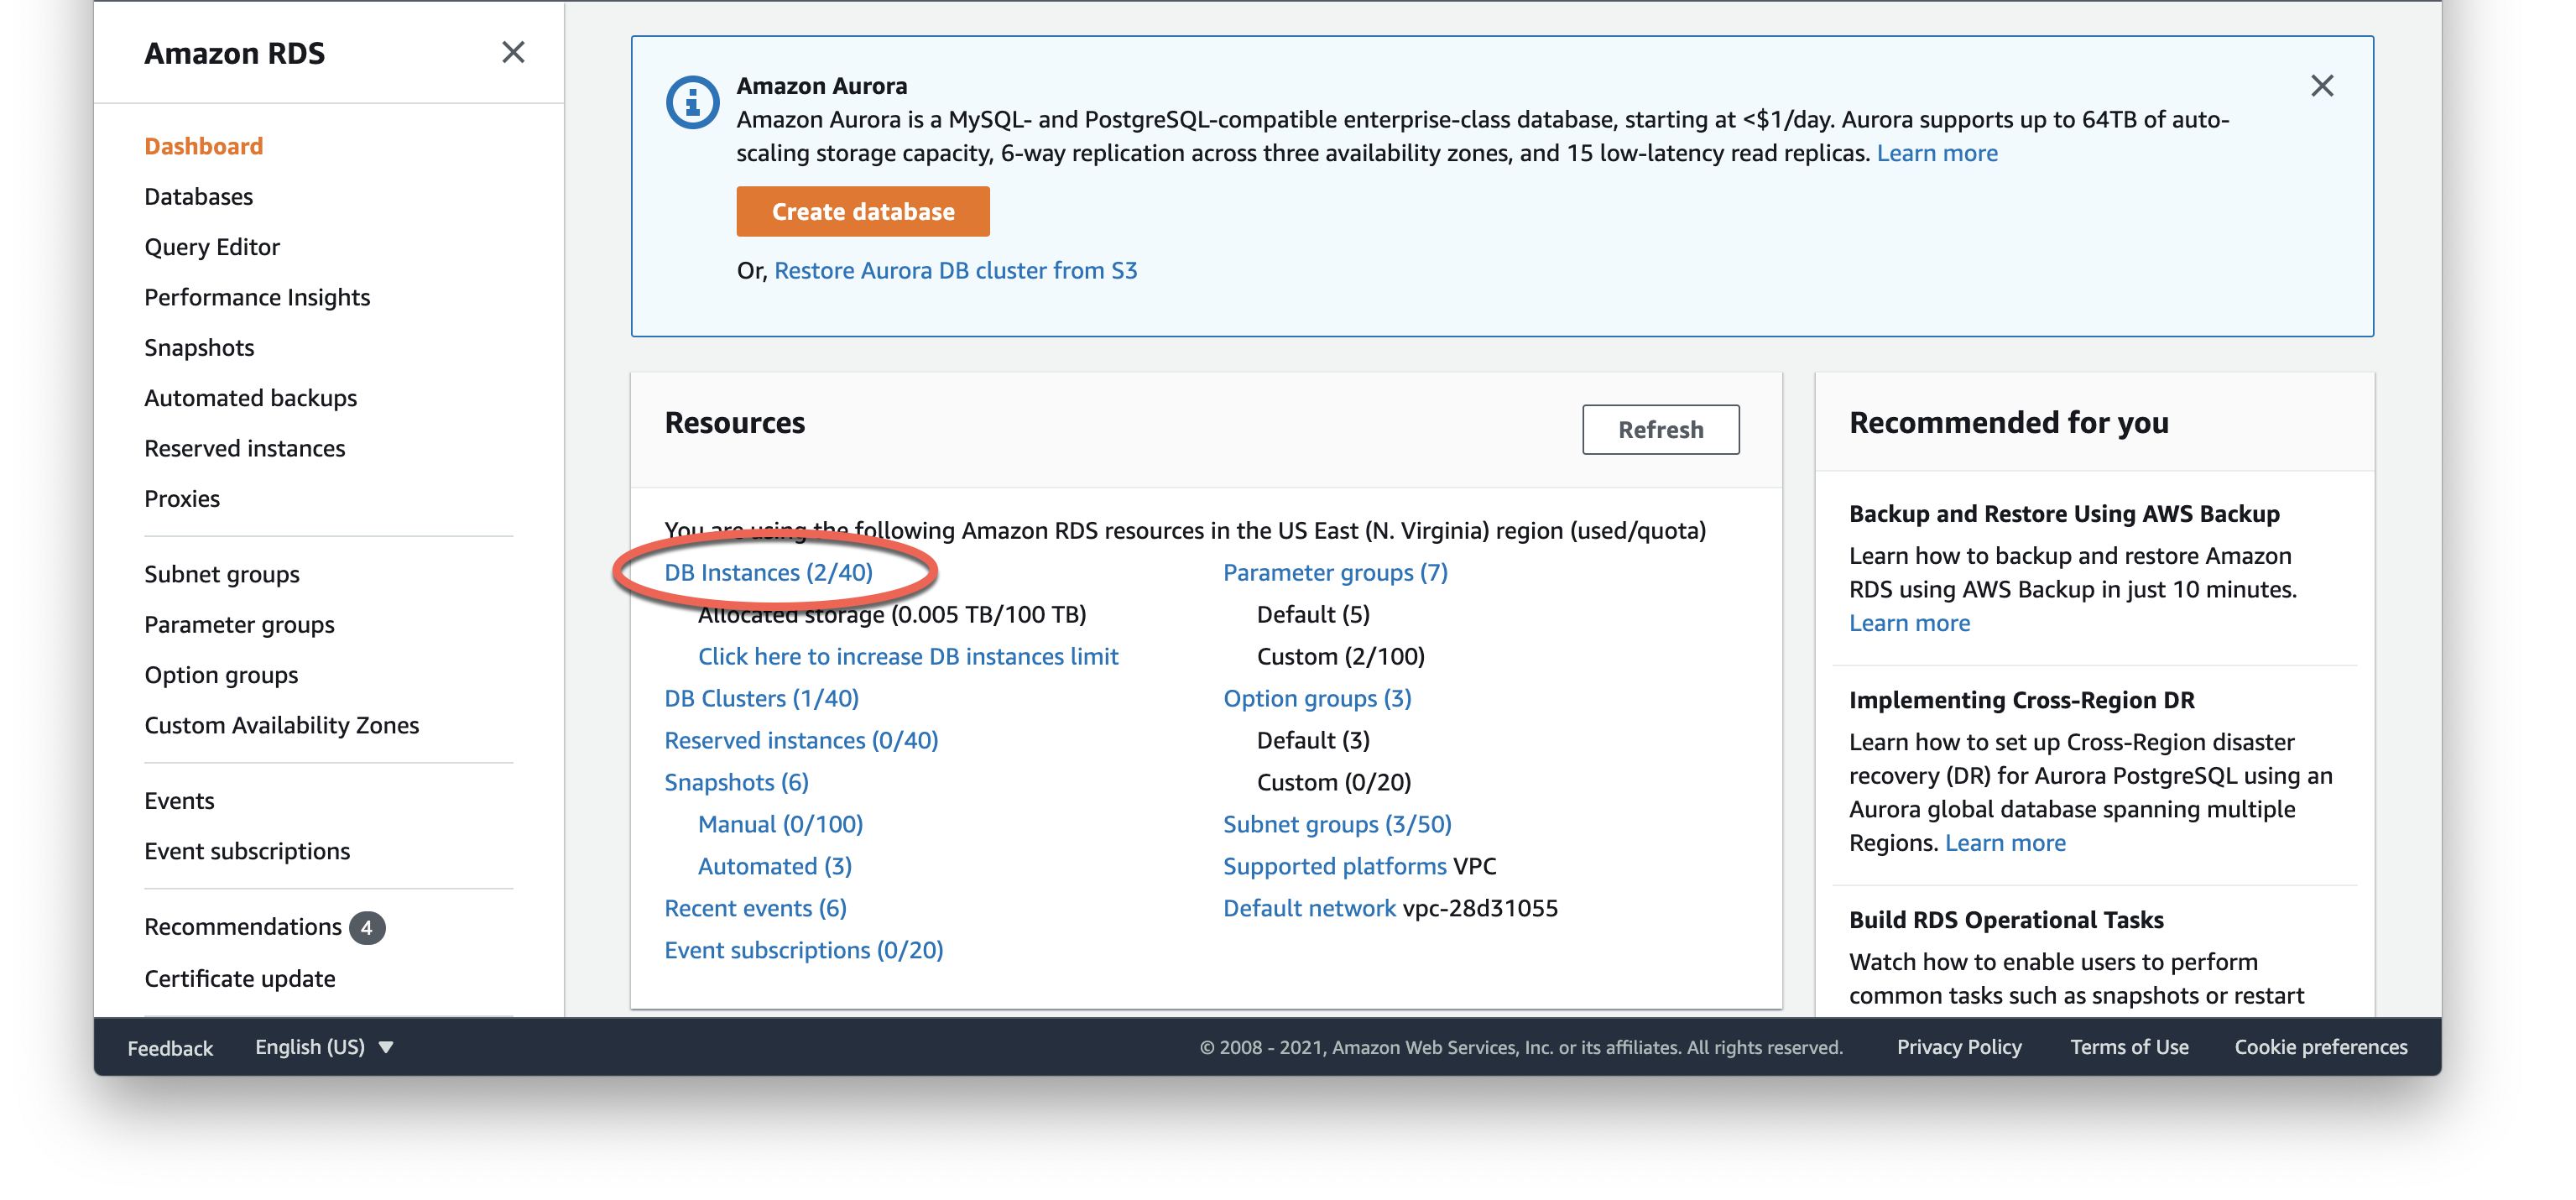 Amazon RDS
Dashboard
Databases
Query Editor
Performance Insights
Snapshots
Automated backups
Reserved instances
Proxies
Subnet groups
Parameter groups
Option groups
Custom Availability Zones
Events
Event subscriptions
Recommendations 4
Certificate update
Amazon Aurora
Amazon Aurora is a MySQL- and PostgreSQL-compatible enterprise-class database, starting at <$1/day. Aurora supports up to 64TB of auto-
scaling storage capacity, 6-way replication across three availability zones, and 15 low-latency read replicas. Learn more
Create database
Or, Restore Aurora DB cluster from S3
Resources
Refresh
You are using the following Amazon RDS resources in the US East (N. Virginia) region (used/quota)
DB Instances (2/40)
Allocated storage (0.005 TB/100 TB)
Click here to increase DB instances limit
DB Clusters (1/40)
Reserved instances (0/40)
Snapshots (6)
Manual (0/100)
Automated (3)
Recent events (6)
Event subscriptions (0/20)
Parameter groups (7)
Default (5)
Custom (2/100)
Option groups (3)
Default (3)
Custom (0/20)
Subnet groups (3/50)
Supported platforms VPC
Default network vpc-28d31055
Recommended for you
Backup and Restore Using AWS Backup
Learn how to backup and restore Amazon
RDS using AWS Backup in just 10 minutes.
Learn more
Implementing Cross-Region DR
Learn how to set up Cross-Region disaster
recovery (DR) for Aurora PostgreSQL using an
Aurora global database spanning multiple
Regions. Learn more
Build RDS Operational Tasks
Watch how to enable users to perform
common tasks such as snapshots or restart
Feedback
English (US)
© 2008 - 2021, Amazon Web Services, Inc. or its affiliates. All rights reserved.
Privacy Policy
Terms of Use
Cookie preferences